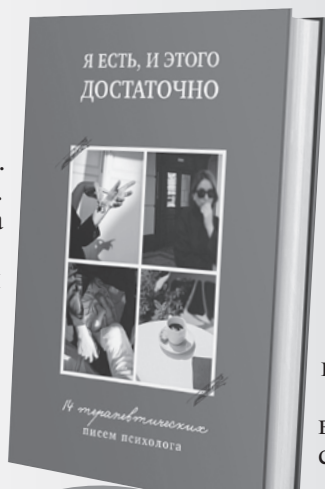 Я ЕСТЬ, И ЭТОГО
ДОСТАТОЧНО
14 терапевтических
писем психолога